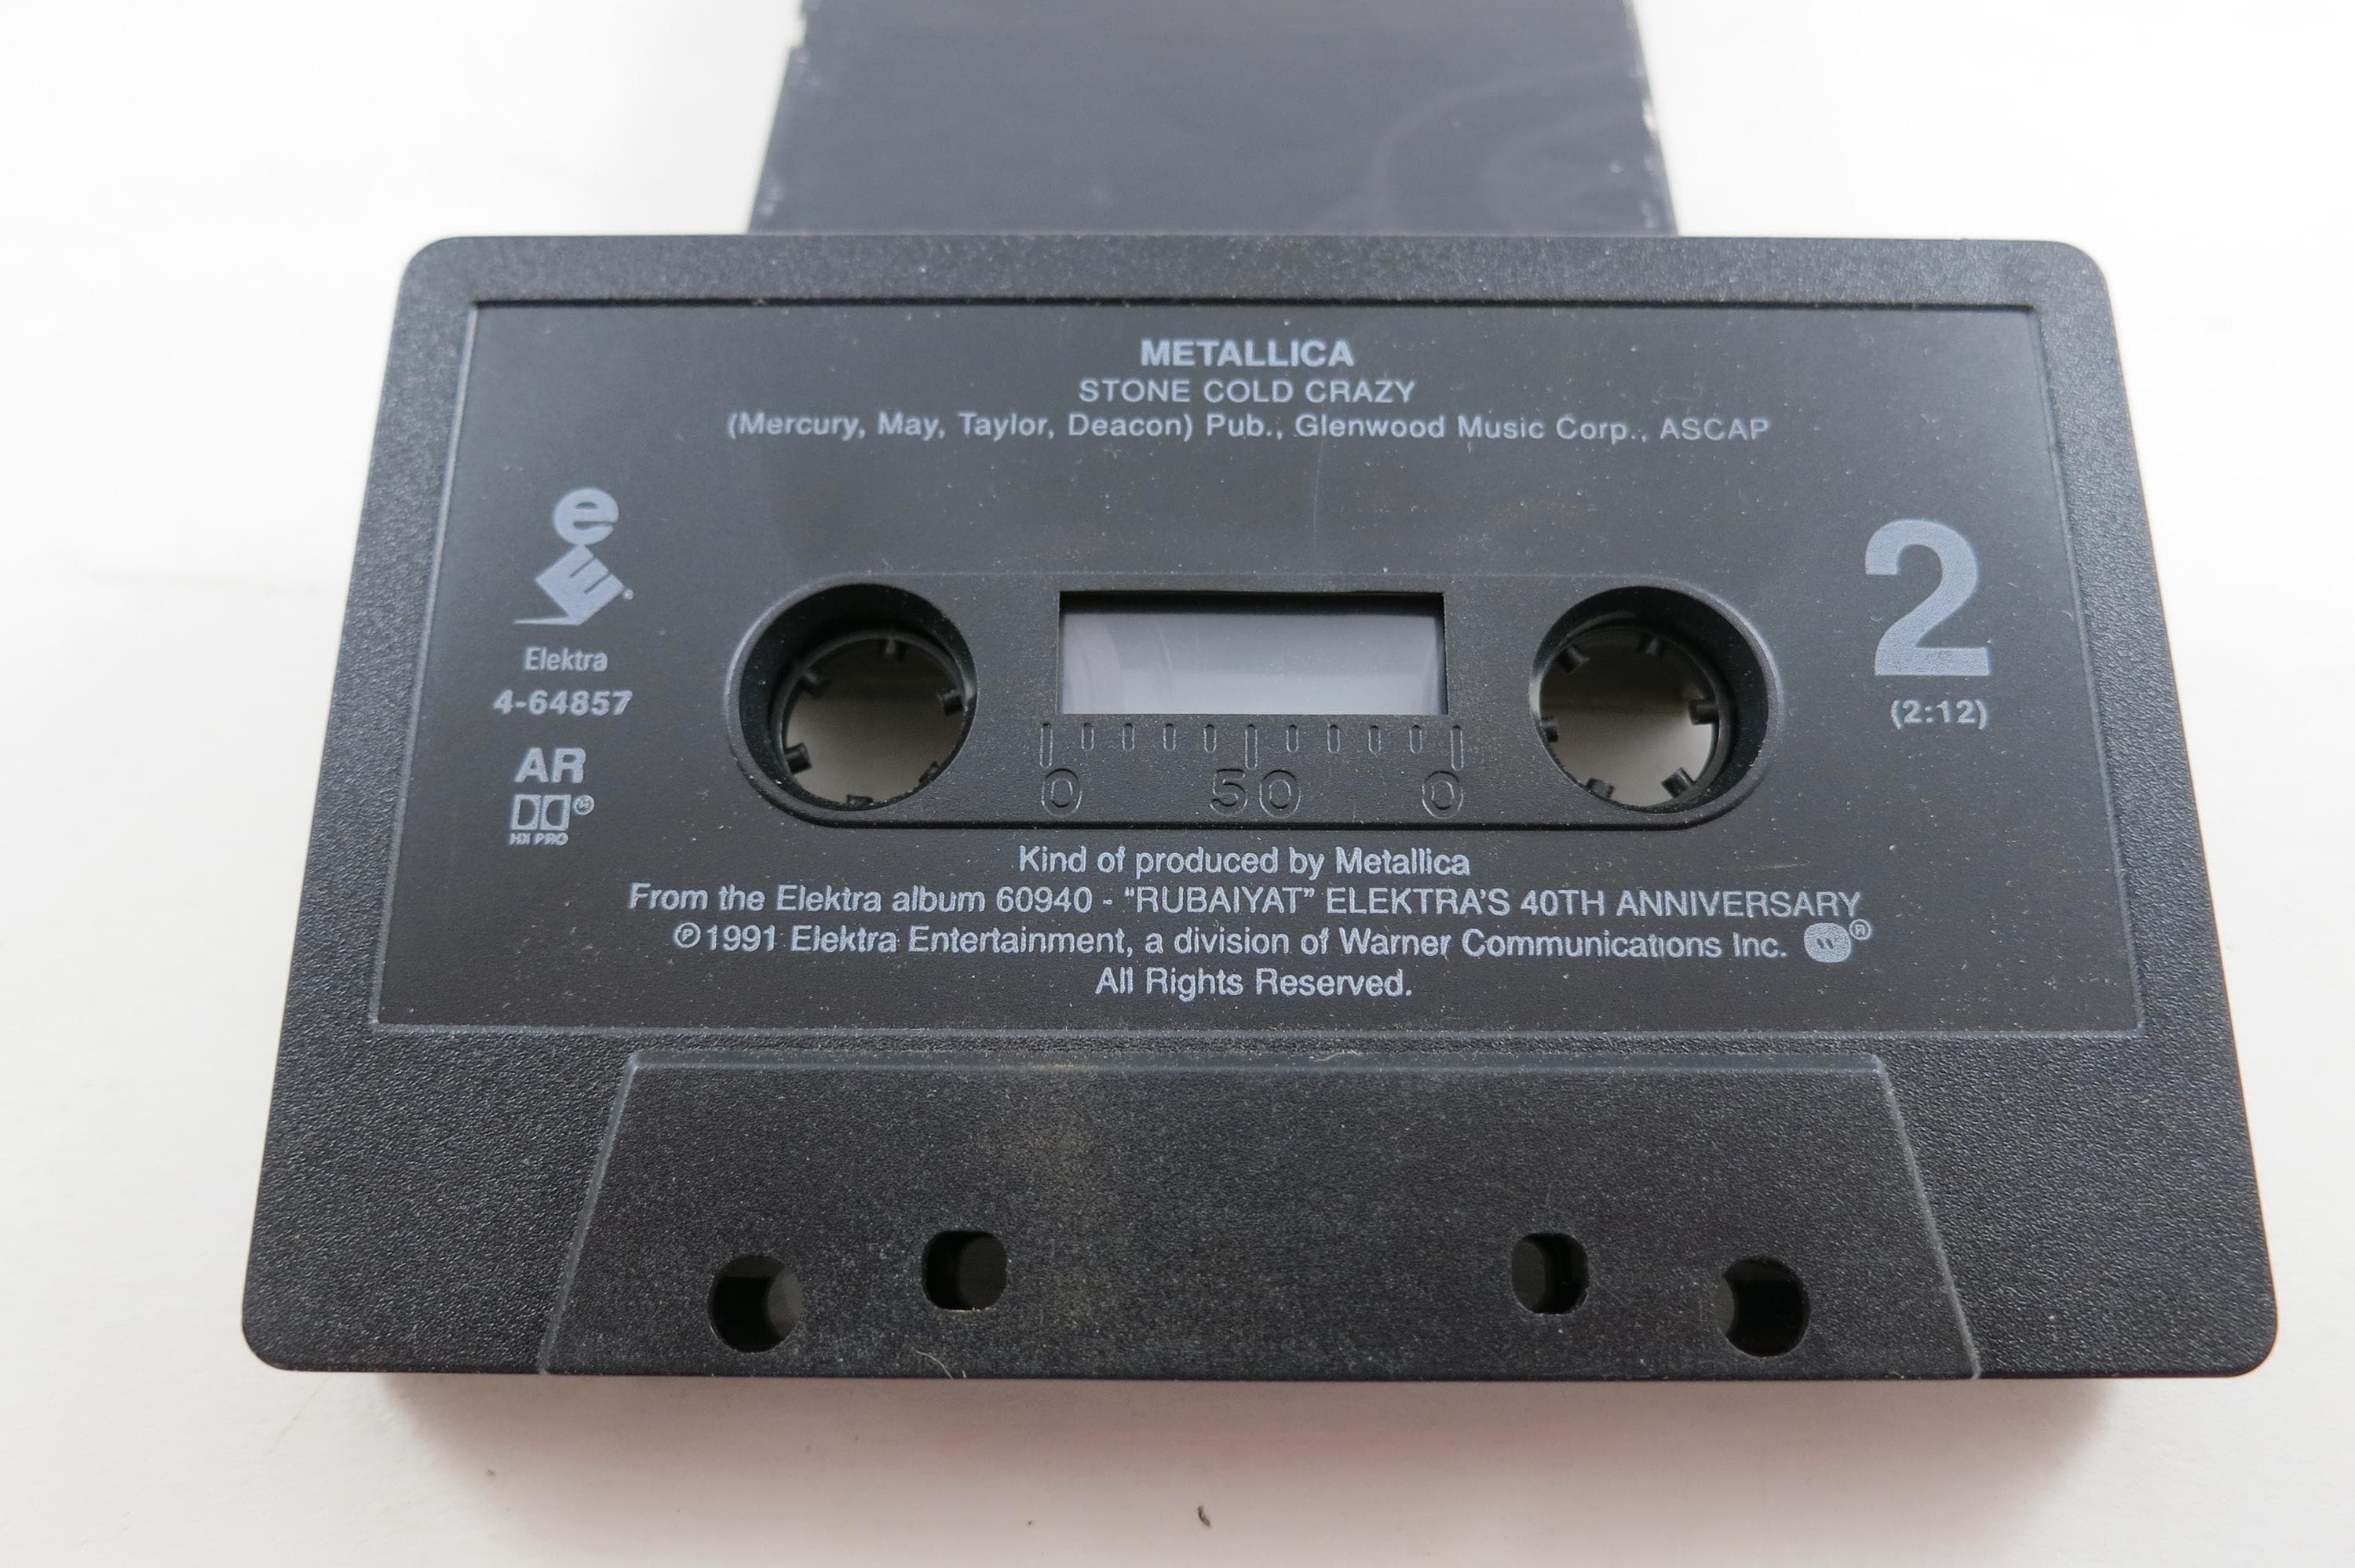 METALLICA
STONE COLD CRAZY
(Mercury, May, Taylor, Deacon) Pub., Glenwood Music Corp., ASCAP
e
E
Elektra
4-64857
AR
HX PRO
2
(2:12)
0 50 0
Kind of produced by Metallica
From the Elektra album 60940 - “RUBAIYAT” ELEKTRA'S 40TH ANNIVERSARY
℗1991 Elektra Entertainment, a division of Warner Communications Inc. ®
All Rights Reserved.